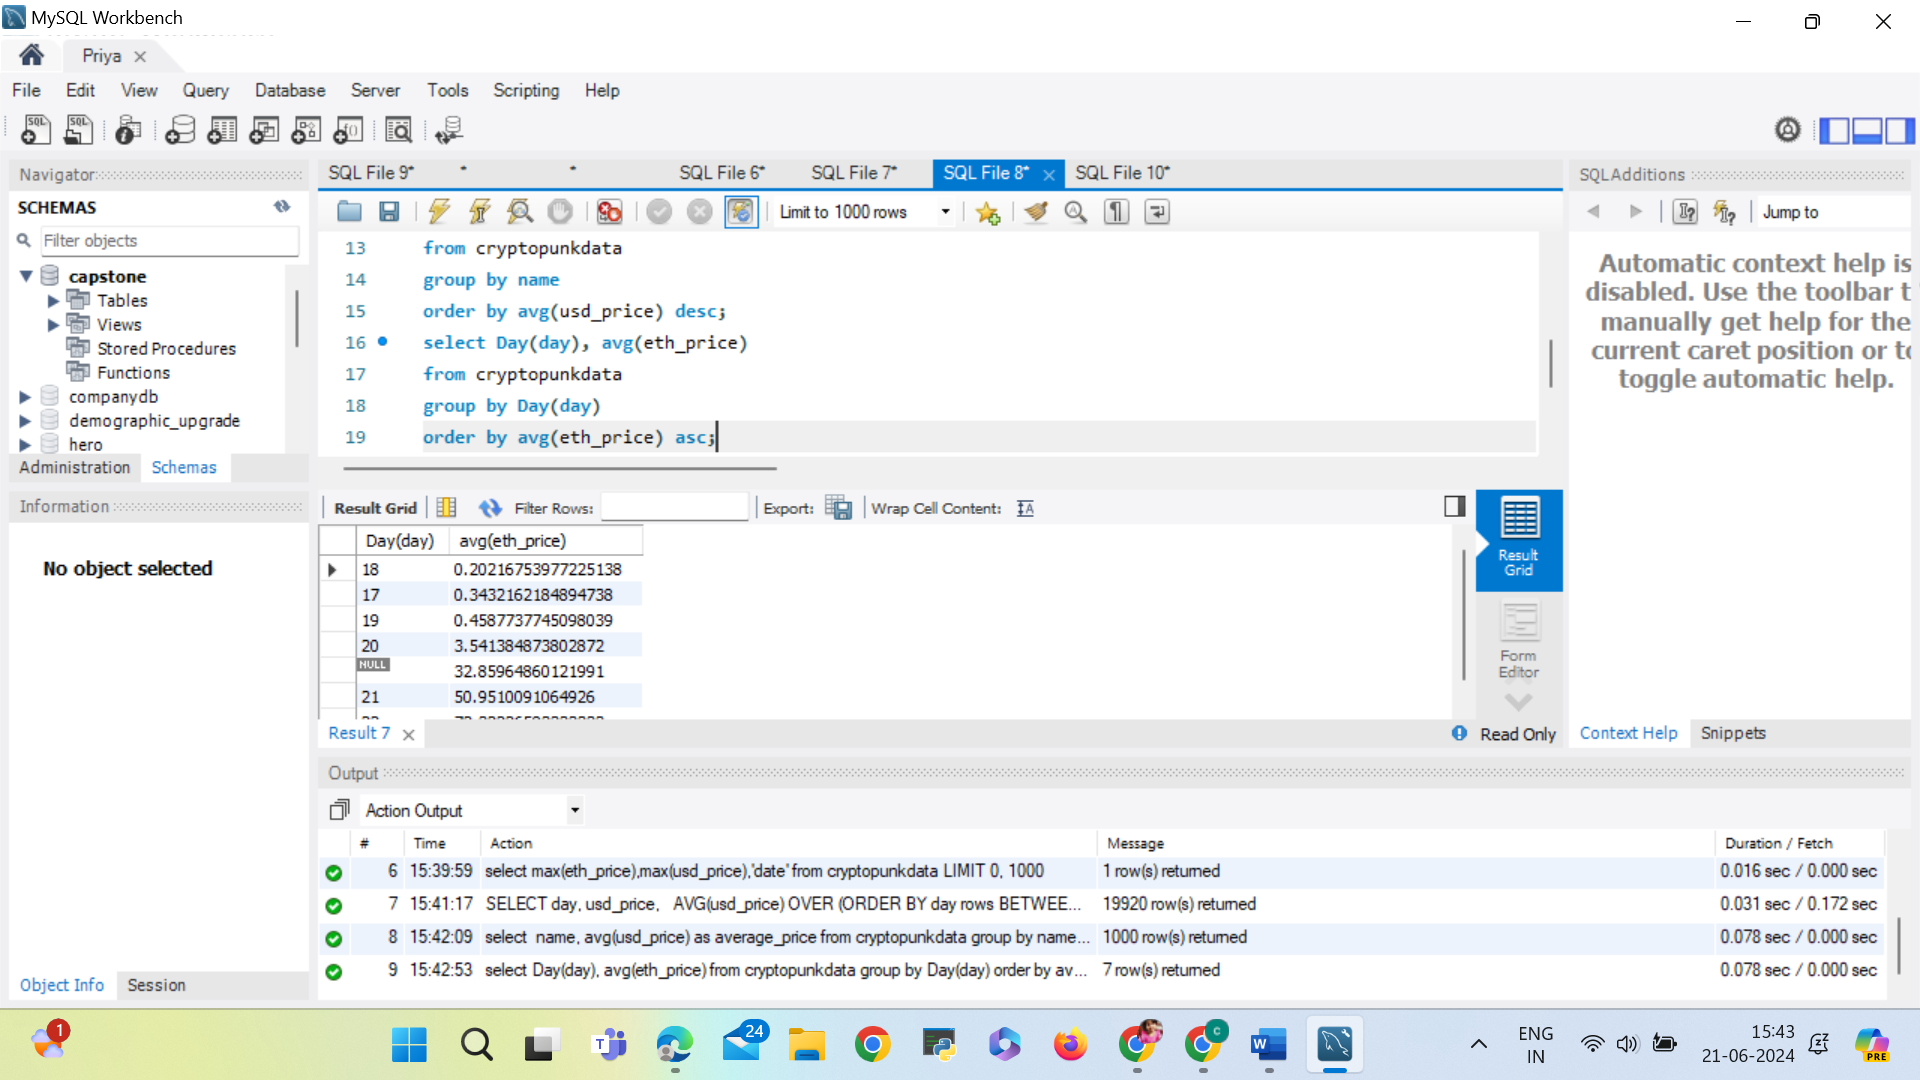 MySQL Workbench
Priya
File Edit View Query Database Server Tools Scripting Help
Navigator
SCHEMAS
Filter objects
capstone
Tables
Views
Stored Procedures
Functions
companydb
demographic_upgrade
hero
Administration Schemas
Information
No object selected
Object Info Session
SQL File 9* * * SQL File 6* SQL File 7* SQL File 8* SQL File 10*
Limit to 1000 rows
13 from cryptopunkdata
14 group by name
15 order by avg(usd_price) desc;
16 select Day(day), avg(eth_price)
17 from cryptopunkdata
18 group by Day(day)
19 order by avg(eth_price) asc;
Result Grid Filter Rows: Export: Wrap Cell Content:
Day(day) avg(eth_price)
18 0.20216753977225138
17 0.3432162184894738
19 0.4587737745098039
20 3.541384873802872
NULL 32.85964860121991
21 50.9510091064926
Result Grid
Form Editor
Result 7
Read Only
SQLAdditions
Jump to
Automatic context help is
disabled. Use the toolbar t
manually get help for the
current caret position or to
toggle automatic help.
Context Help Snippets
Output
Action Output
# Time Action Message Duration / Fetch
6 15:39:59 select max(eth_price),max(usd_price),'date' from cryptopunkdata LIMIT 0, 1000 1 row(s) returned 0.016 sec / 0.000 sec
7 15:41:17 SELECT day, usd_price, AVG(usd_price) OVER (ORDER BY day rows BETWEE... 19920 row(s) returned 0.031 sec / 0.172 sec
8 15:42:09 select name, avg(usd_price) as average_price from cryptopunkdata group by name... 1000 row(s) returned 0.078 sec / 0.000 sec
9 15:42:53 select Day(day), avg(eth_price) from cryptopunkdata group by Day(day) order by av... 7 row(s) returned 0.078 sec / 0.000 sec
1
24
C
PRE
ENG
IN
15:43
21-06-2024